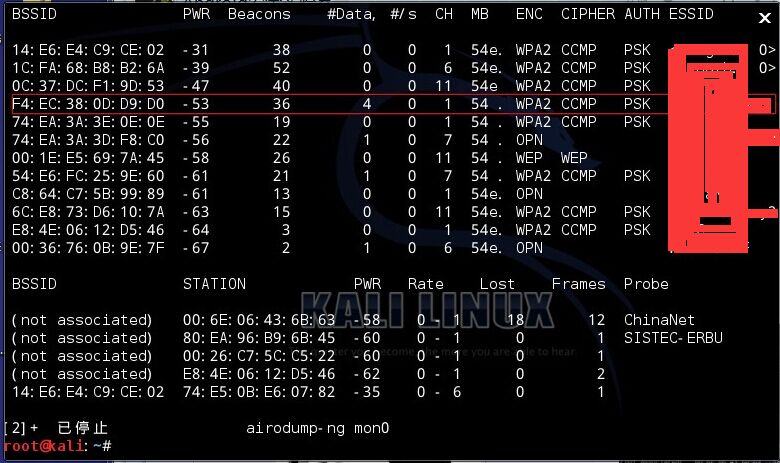 BSSID PWR Beacons #Data, #/s CH MB ENC CIPHER AUTH ESSID
14:E6:E4:C9:CE:02 -31 38 0 0 1 54e. WPA2 CCMP PSK 0>
1C:FA:68:B8:B2:6A -39 52 0 0 6 54e. WPA2 CCMP PSK 0>
0C:37:DC:F1:9D:53 -47 40 0 0 11 54e WPA2 CCMP PSK
F4:EC:38:0D:D9:D0 -53 36 4 0 1 54 . WPA2 CCMP PSK
74:EA:3A:3E:0E:0E -55 19 0 0 1 54 . WPA2 CCMP PSK
74:EA:3A:3D:F8:C0 -56 22 1 0 7 54 . OPN
00:1E:E5:69:7A:45 -58 26 0 0 11 54 . WEP WEP
54:E6:FC:25:9E:60 -61 21 1 0 7 54 . WPA2 CCMP PSK
C8:64:C7:5B:99:89 -61 13 0 0 1 54e OPN
6C:E8:73:D6:10:7A -63 15 0 0 11 54e. WPA2 CCMP PSK
E8:4E:06:12:D5:46 -64 3 0 0 1 54e. WPA2 CCMP PSK
00:36:76:0B:9E:7F -67 2 1 0 6 54e. OPN
BSSID STATION PWR Rate Lost Frames Probe
(not associated) 00:6E:06:43:6B:63 -58 0 - 1 18 12 ChinaNet
(not associated) 80:EA:96:B9:6B:45 -60 0 - 1 0 1 SISTEC-ERBU
(not associated) 00:26:C7:5C:C5:22 -60 0 - 1 0 1
(not associated) E8:4E:06:12:D5:46 -62 0 - 1 0 2
14:E6:E4:C9:CE:02 74:E5:0B:E6:07:82 -35 0 - 6 0 1
KALI LINUX
[2]+ 已停止 airodump-ng mon0
root@kali:~#